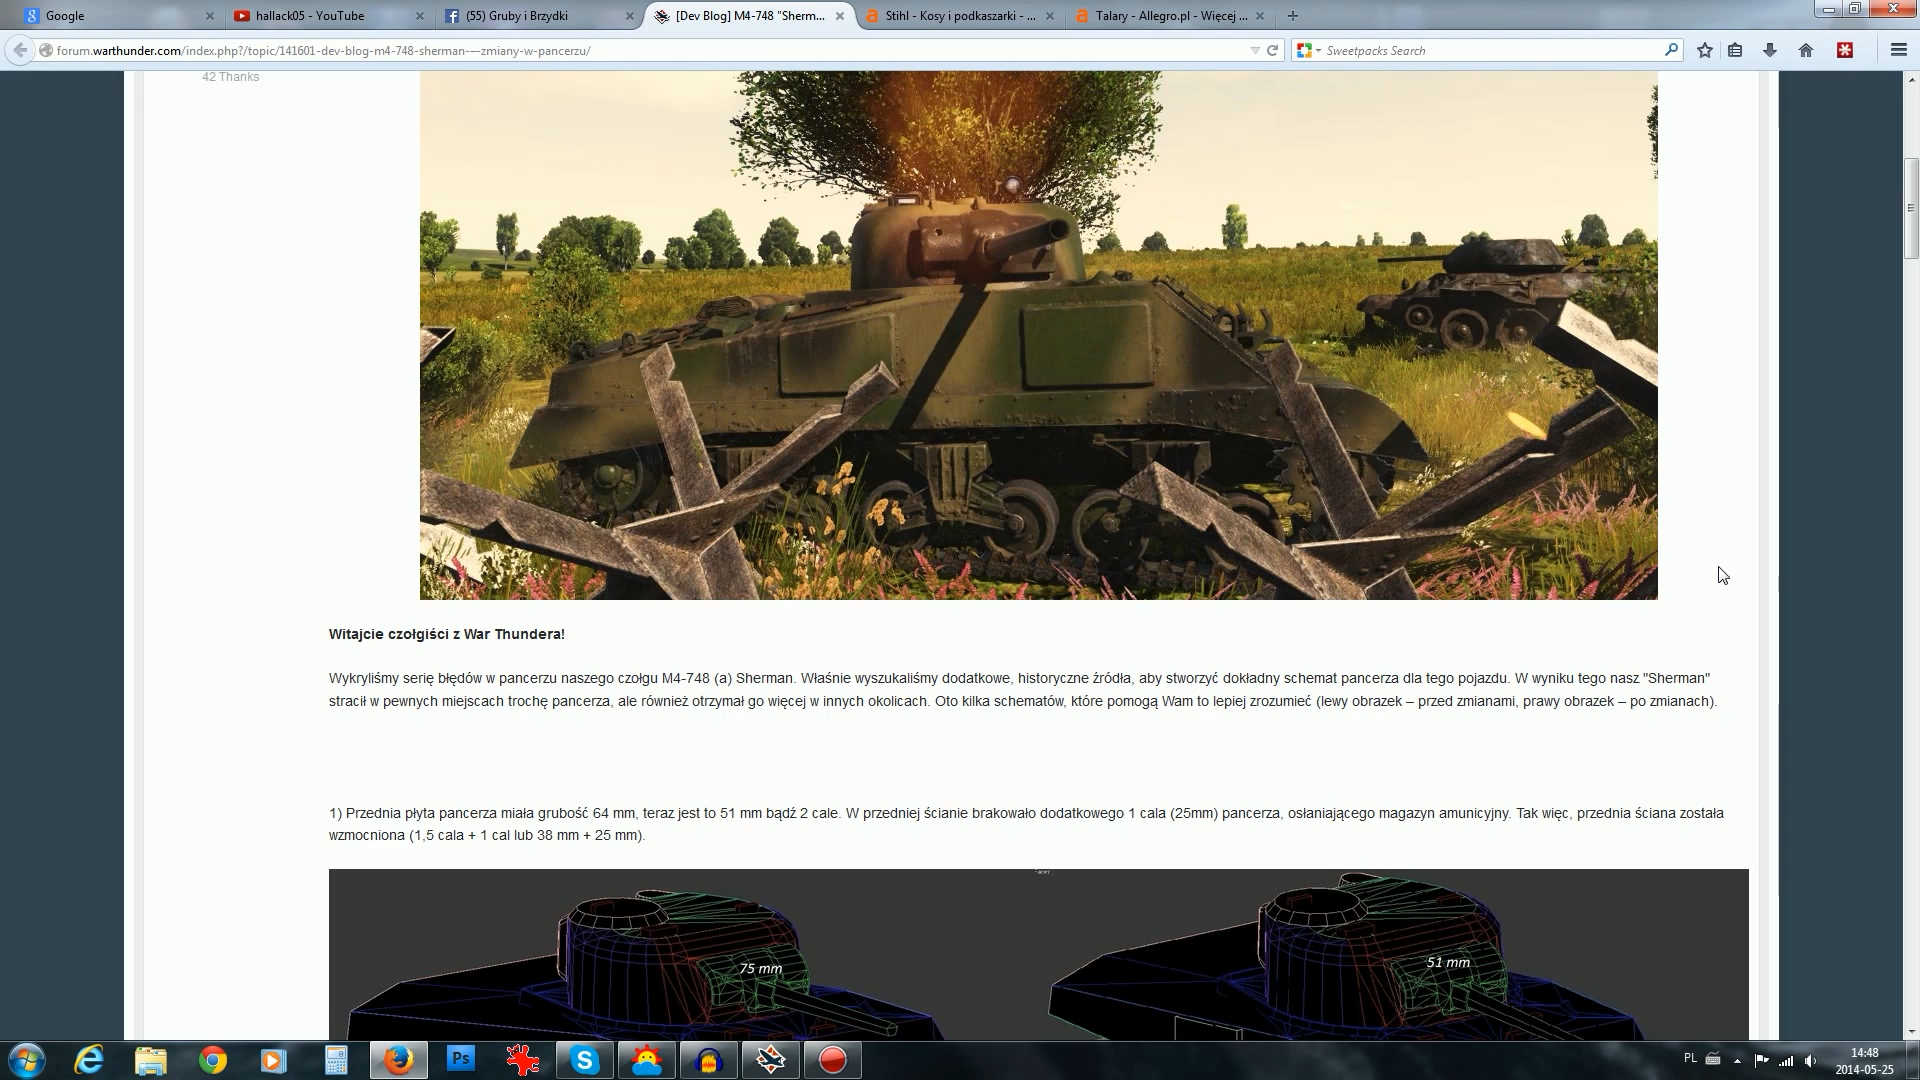 Google
hallack05 - YouTube
(55) Gruby i Brzydki
[Dev Blog] M4-748 "Sherm...
Stihl - Kosy i podkaszarki - ...
Talary - Allegro.pl - Więcej ...
forum.warthunder.com/index.php?/topic/141601-dev-blog-m4-748-sherman-–-zmiany-w-pancerzu/
Sweetpacks Search
42 Thanks
Witajcie czołgiści z War Thundera!
Wykryliśmy serię błędów w pancerzu naszego czołgu M4-748 (a) Sherman. Właśnie wyszukaliśmy dodatkowe, historyczne źródła, aby stworzyć dokładny schemat pancerza dla tego pojazdu. W wyniku tego nasz "Sherman"
stracił w pewnych miejscach trochę pancerza, ale również otrzymał go więcej w innych okolicach. Oto kilka schematów, które pomogą Wam to lepiej zrozumieć (lewy obrazek – przed zmianami, prawy obrazek – po zmianach).
1) Przednia płyta pancerza miała grubość 64 mm, teraz jest to 51 mm bądź 2 cale. W przedniej ścianie brakowało dodatkowego 1 cala (25mm) pancerza, osłaniającego magazyn amunicyjny. Tak więc, przednia ściana została
wzmocniona (1,5 cala + 1 cal lub 38 mm + 25 mm).
75 mm
51 mm
Ps
PL
14:48
2014-05-25